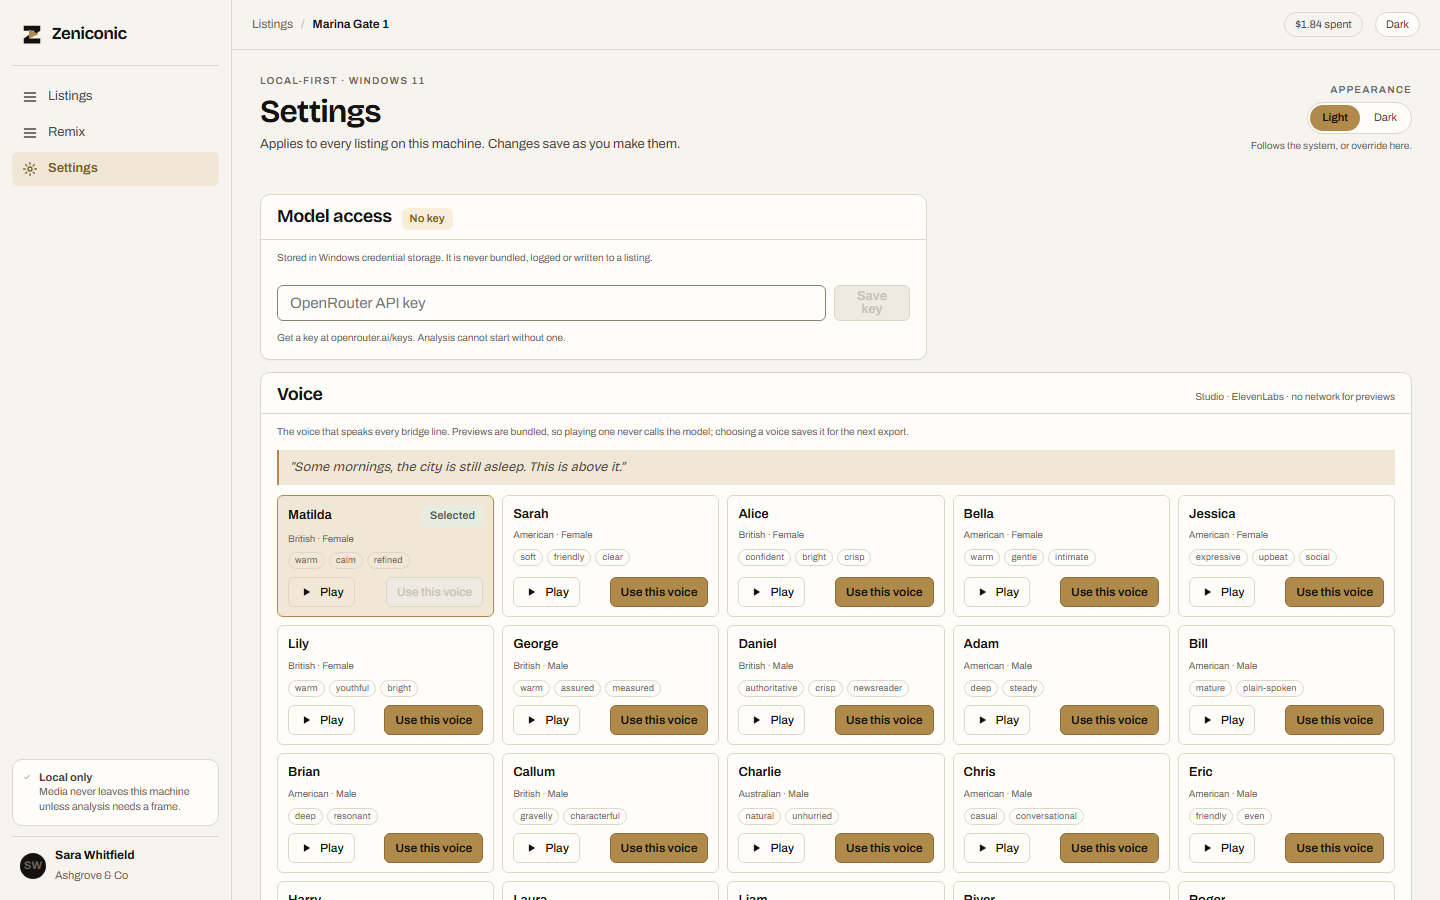 Zeniconic
Listings
Remix
Settings
Local only
Media never leaves this machine
unless analysis needs a frame.
SW
Sara Whitfield
Ashgrove & Co
Listings / Marina Gate 1
$1.84 spent
Dark
LOCAL-FIRST · WINDOWS 11
Settings
Applies to every listing on this machine. Changes save as you make them.
APPEARANCE
Light Dark
Follows the system, or override here.
Model access No key
Stored in Windows credential storage. It is never bundled, logged or written to a listing.
OpenRouter API key
Save
key
Get a key at openrouter.ai/keys. Analysis cannot start without one.
Voice
Studio · ElevenLabs · no network for previews
The voice that speaks every bridge line. Previews are bundled, so playing one never calls the model; choosing a voice saves it for the next export.
"Some mornings, the city is still asleep. This is above it."
Matilda Selected
British · Female
warm calm refined
Play Use this voice
Sarah
American · Female
soft friendly clear
Play Use this voice
Alice
British · Female
confident bright crisp
Play Use this voice
Bella
American · Female
warm gentle intimate
Play Use this voice
Jessica
American · Female
expressive upbeat social
Play Use this voice
Lily
British · Female
warm youthful bright
Play Use this voice
George
British · Male
warm assured measured
Play Use this voice
Daniel
British · Male
authoritative crisp newsreader
Play Use this voice
Adam
American · Male
deep steady
Play Use this voice
Bill
American · Male
mature plain-spoken
Play Use this voice
Brian
American · Male
deep resonant
Play Use this voice
Callum
British · Male
gravelly characterful
Play Use this voice
Charlie
Australian · Male
natural unhurried
Play Use this voice
Chris
American · Male
casual conversational
Play Use this voice
Eric
American · Male
friendly even
Play Use this voice
Harry
Laura
Liam
River
Roger